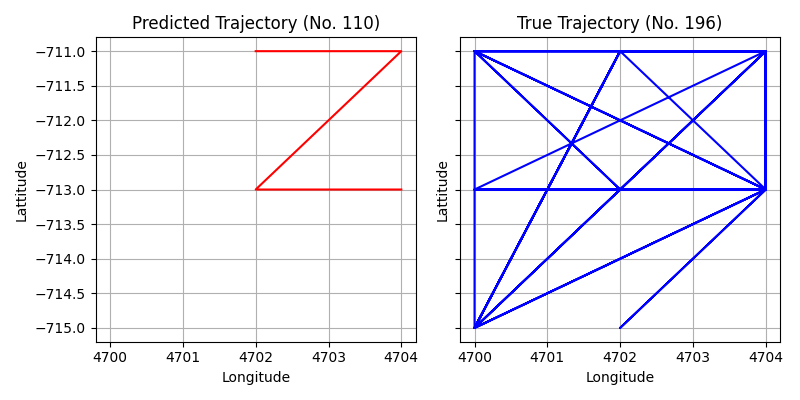 Predicted Trajectory (No. 110)
−711.0
−711.5
−712.0
−712.5
−713.0
−713.5
−714.0
−714.5
−715.0
Lattitude
4700 4701 4702 4703 4704
Longitude
True Trajectory (No. 196)
Lattitude
4700 4701 4702 4703 4704
Longitude